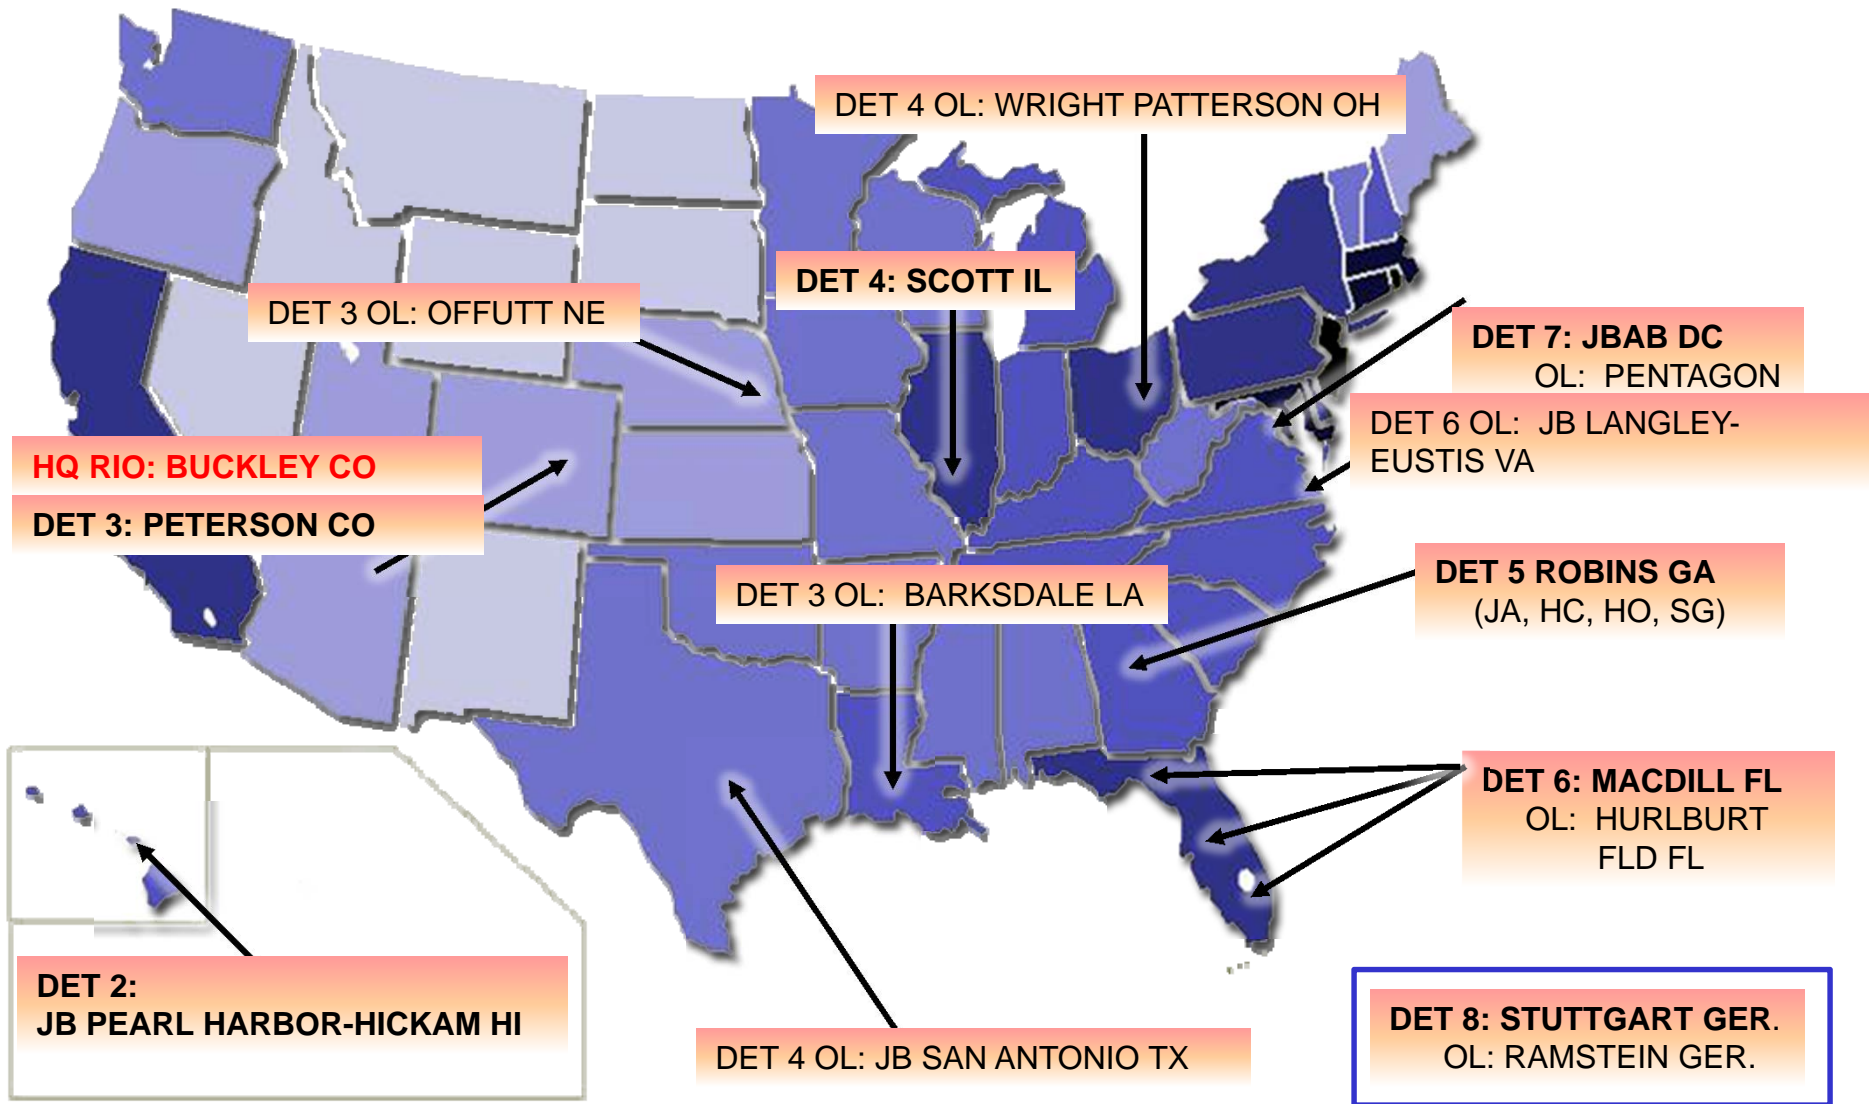 DET 4 OL: WRIGHT PATTERSON OH
DET 4: SCOTT IL
DET 3 OL: OFFUTT NE
DET 7: JBAB DC
OL: PENTAGON
DET 6 OL: JB LANGLEY-
EUSTIS VA
HQ RIO: BUCKLEY CO
DET 3: PETERSON CO
DET 3 OL: BARKSDALE LA
DET 5 ROBINS GA
(JA, HC, HO, SG)
DET 6: MACDILL FL
OL: HURLBURT
FLD FL
DET 2:
JB PEARL HARBOR-HICKAM HI
DET 4 OL: JB SAN ANTONIO TX
DET 8: STUTTGART GER.
OL: RAMSTEIN GER.